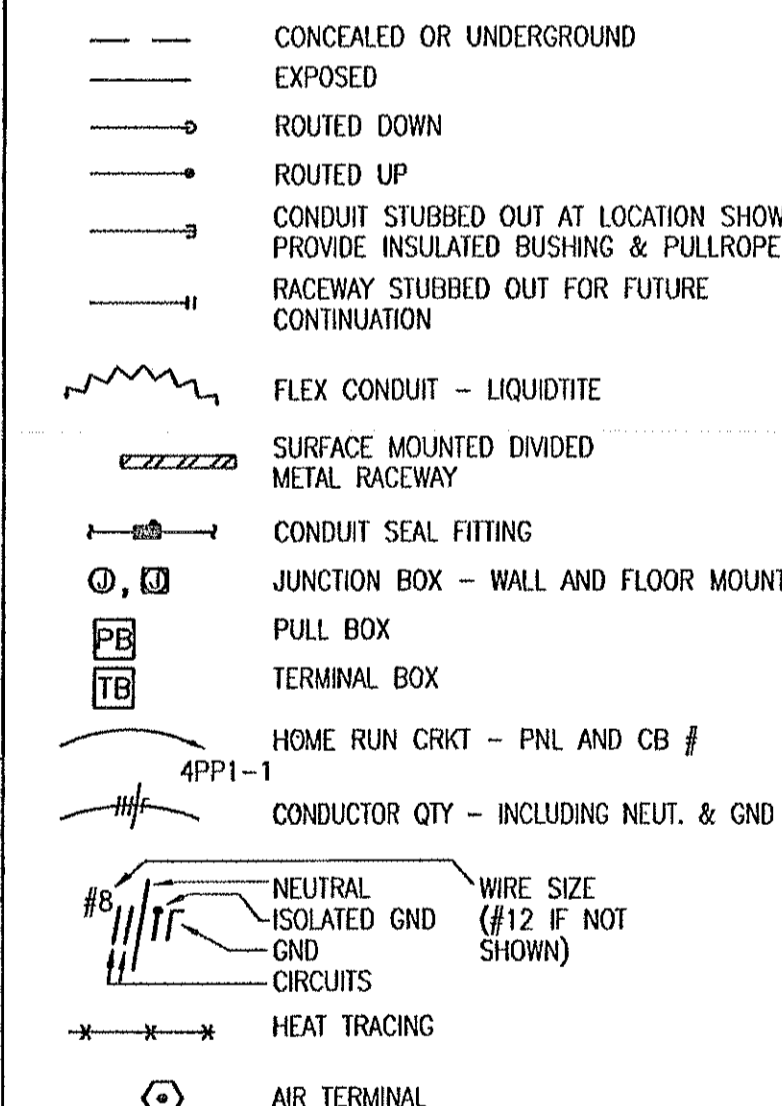 CONCEALED OR UNDERGROUND
EXPOSED
ROUTED DOWN
ROUTED UP
CONDUIT STUBBED OUT AT LOCATION SHOW
PROVIDE INSULATED BUSHING & PULLROPE
RACEWAY STUBBED OUT FOR FUTURE
CONTINUATION
FLEX CONDUIT – LIQUIDTITE
SURFACE MOUNTED DIVIDED
METAL RACEWAY
CONDUIT SEAL FITTING
J, J JUNCTION BOX – WALL AND FLOOR MOUNT
PB PULL BOX
TB TERMINAL BOX
HOME RUN CRKT – PNL AND CB #
4PP1-1
CONDUCTOR QTY – INCLUDING NEUT. & GND
#8 NEUTRAL WIRE SIZE
ISOLATED GND (#12 IF NOT
GND SHOWN)
CIRCUITS
HEAT TRACING
AIR TERMINAL